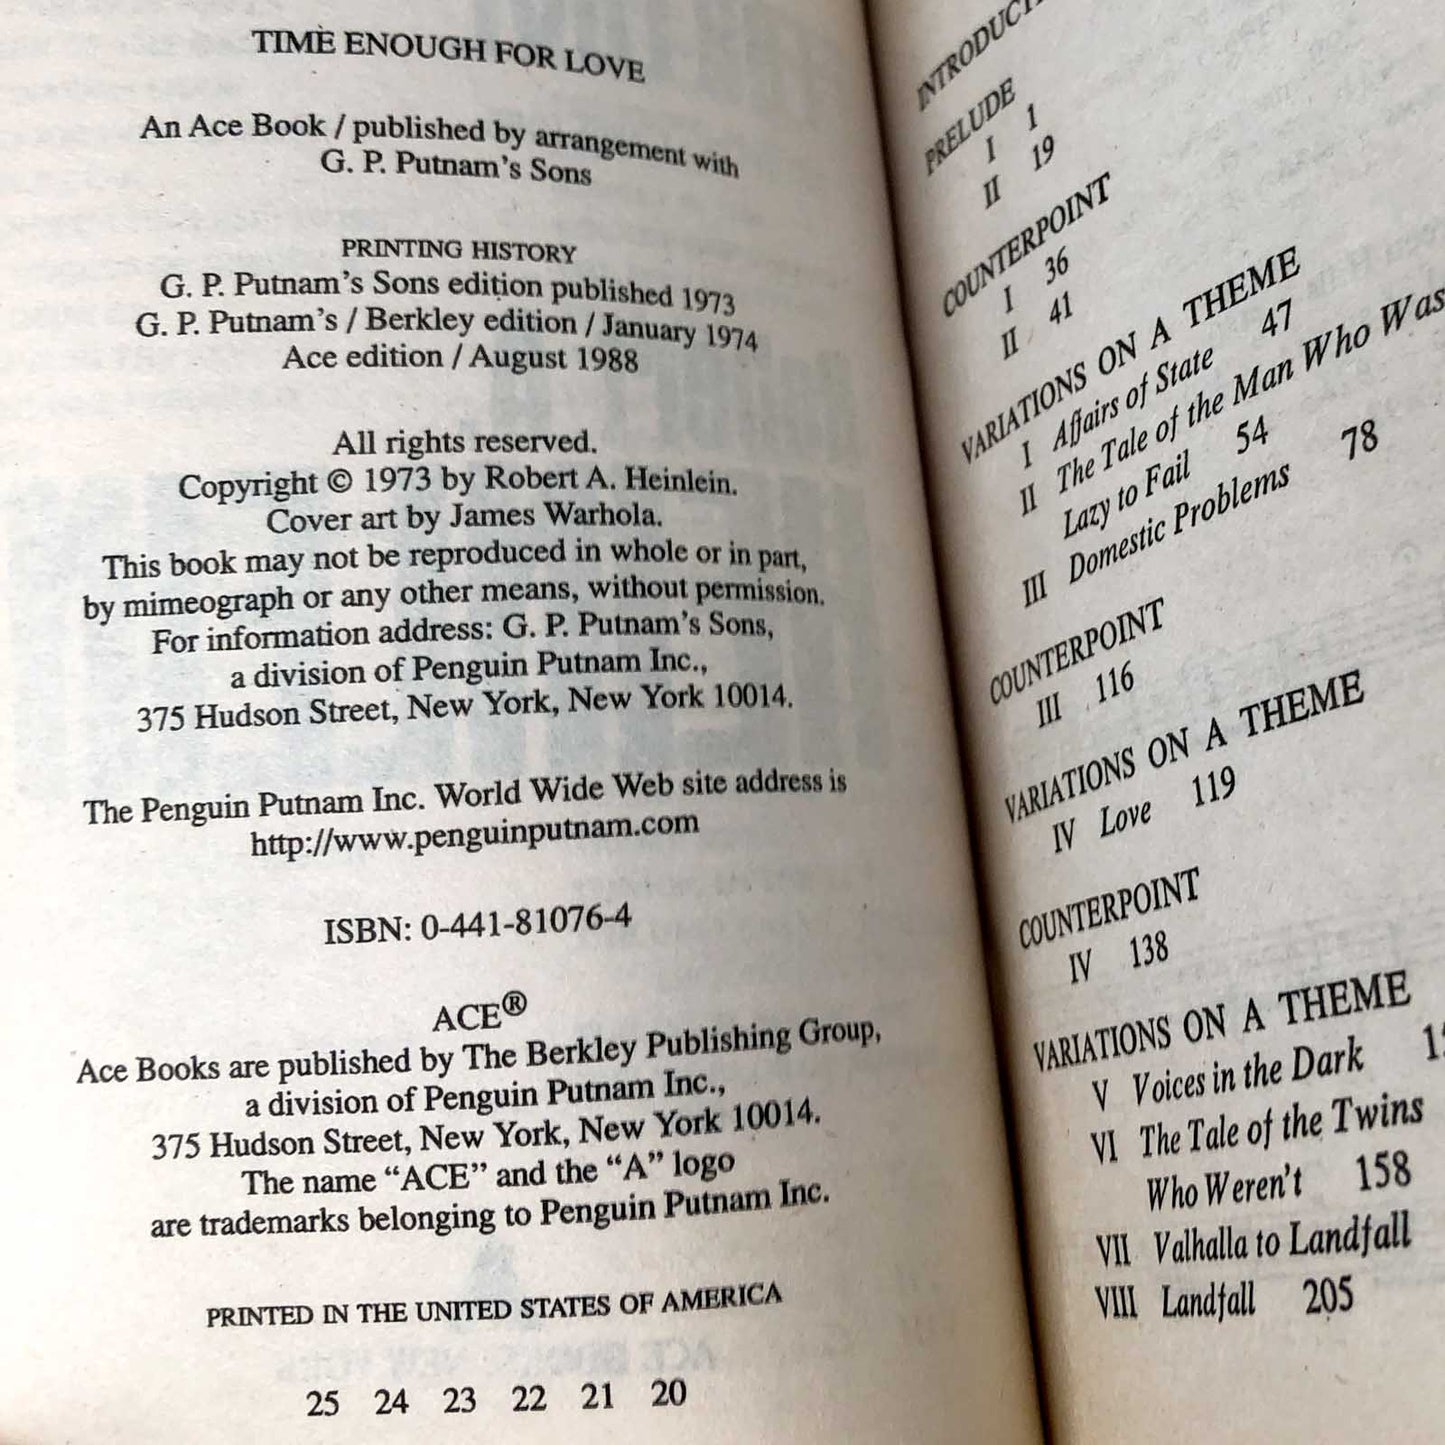 TIME ENOUGH FOR LOVE
An Ace Book / published by arrangement with
G. P. Putnam's Sons
PRINTING HISTORY
G. P. Putnam's Sons edition published 1973
G. P. Putnam's / Berkley edition / January 1974
Ace edition / August 1988
All rights reserved.
Copyright © 1973 by Robert A. Heinlein.
Cover art by James Warhola.
This book may not be reproduced in whole or in part,
by mimeograph or any other means, without permission.
For information address: G. P. Putnam's Sons,
a division of Penguin Putnam Inc.,
375 Hudson Street, New York, New York 10014.
The Penguin Putnam Inc. World Wide Web site address is
http://www.penguinputnam.com
ISBN: 0-441-81076-4
ACE®
Ace Books are published by The Berkley Publishing Group,
a division of Penguin Putnam Inc.,
375 Hudson Street, New York, New York 10014.
The name “ACE” and the “A” logo
are trademarks belonging to Penguin Putnam Inc.
PRINTED IN THE UNITED STATES OF AMERICA
25 24 23 22 21 20
PRELUDE
I 1
II 19
COUNTERPOINT
I 36
II 41
VARIATIONS ON A THEME
I Affairs of State 47
II The Tale of the Man Who Was
Lazy to Fail 54
III Domestic Problems 78
COUNTERPOINT
III 116
VARIATIONS ON A THEME
IV Love 119
COUNTERPOINT
IV 138
VARIATIONS ON A THEME
V Voices in the Dark
VI The Tale of the Twins
Who Weren't 158
VII Valhalla to Landfall
VIII Landfall 205